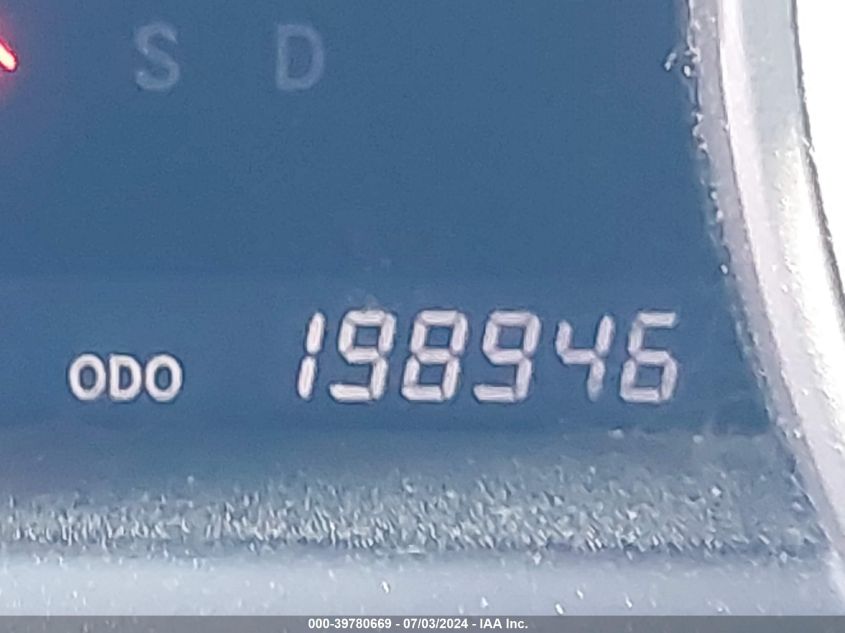 S D
ODO 198946
000-39780669 - 07/03/2024 - IAA Inc.